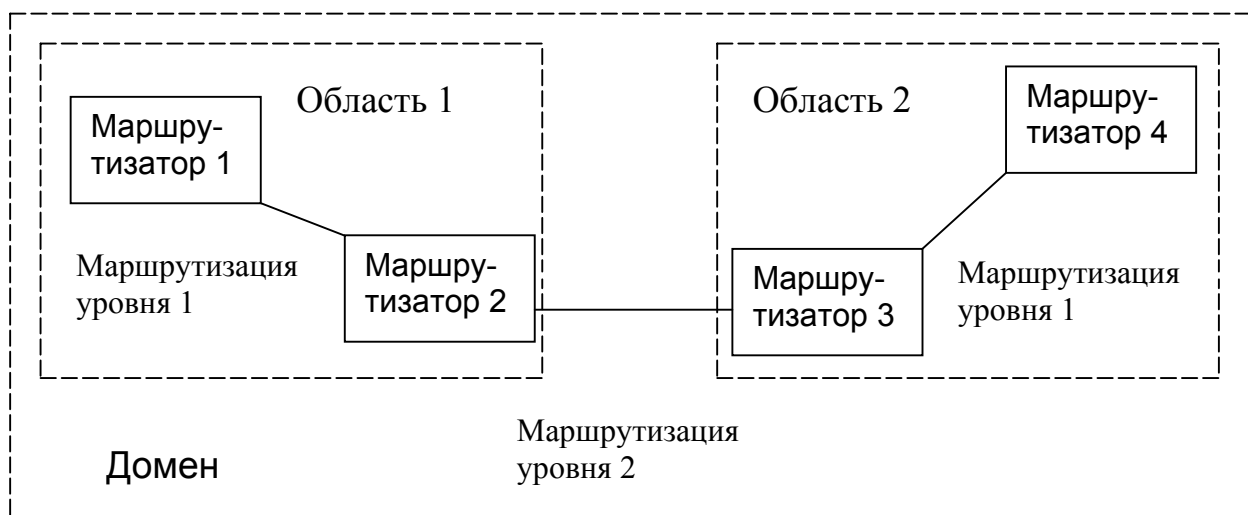 Область 1
Маршру-
тизатор 1
Маршрутизация
уровня 1
Маршру-
тизатор 2
Область 2
Маршру-
тизатор 4
Маршру-
тизатор 3
Маршрутизация
уровня 1
Маршрутизация
уровня 2
Домен